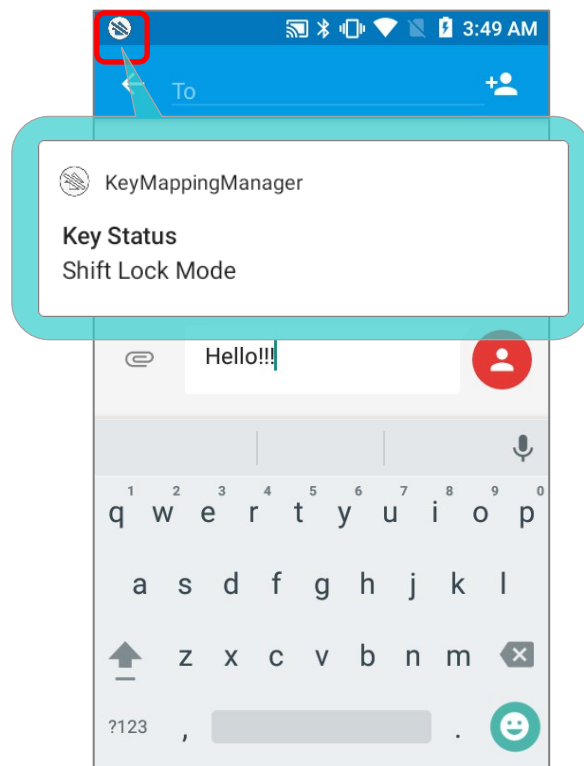 3:49 AM
To
KeyMappingManager
Key Status
Shift Lock Mode
Hello!!!
1 2 3 4 5 6 7 8 9 0
q w e r t y u i o p
a s d f g h j k l
z x c v b n m
?123 , .